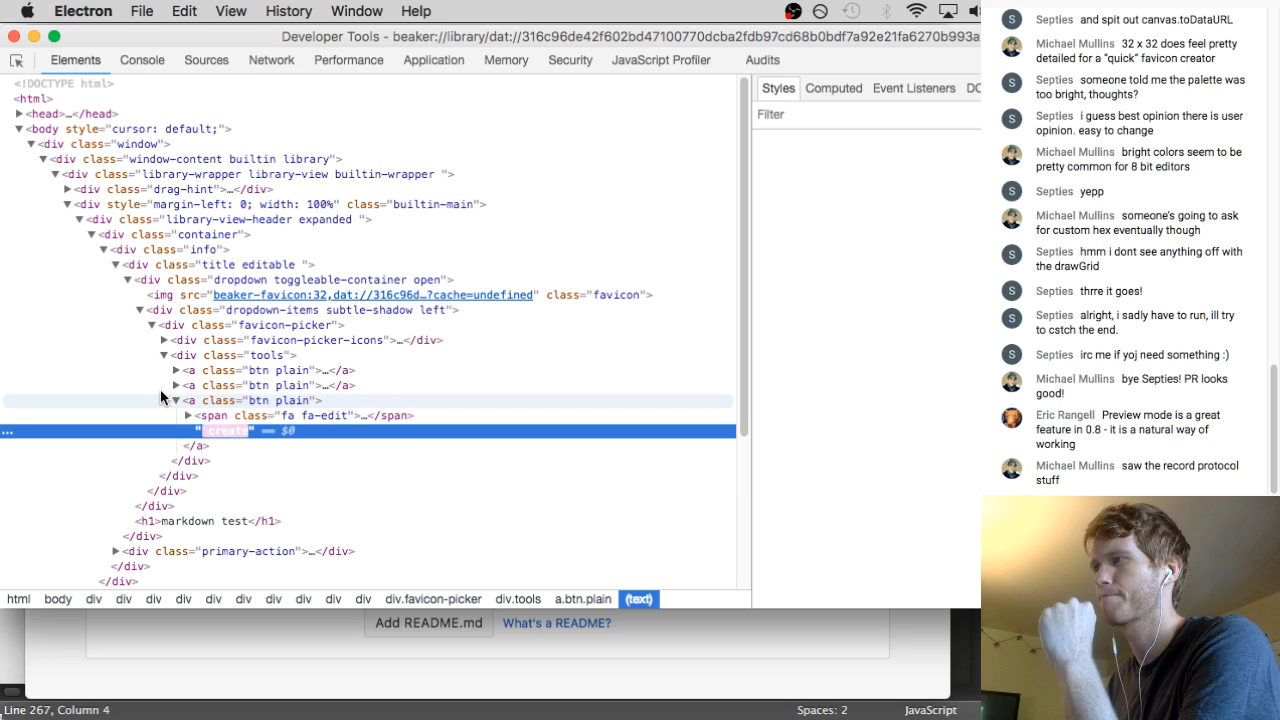 Electron File Edit View History Window Help
Developer Tools - beaker://library/dat://316c96de42f602bd47100770dcba2fdb97cd68b0bdf7a92e21fa6270b993a
Elements Console Sources Network Performance Application Memory Security JavaScript Profiler Audits
<!DOCTYPE html>
<html>
<head>…</head>
<body style="cursor: default;">
<div class="window">
<div class="window-content builtin library">
<div class="library-wrapper library-view builtin-wrapper ">
<div class="drag-hint">…</div>
<div style="margin-left: 0; width: 100%" class="builtin-main">
<div class="library-view-header expanded ">
<div class="container">
<div class="info">
<div class="title editable ">
<div class="dropdown toggleable-container open">
<img src="beaker-favicon:32,dat://316c96d…?cache=undefined" class="favicon">
<div class="dropdown-items subtle-shadow left">
<div class="favicon-picker">
<div class="favicon-picker-icons">…</div>
<div class="tools">
<a class="btn plain">…</a>
<a class="btn plain">…</a>
<a class="btn plain">
<span class="fa fa-edit">…</span>
… " create" == $0
</a>
</div>
</div>
</div>
</div>
<h1>markdown test</h1>
</div>
<div class="primary-action">…</div>
</div>
</div>
html body div div div div div div div div div div div.favicon-picker div.tools a.btn.plain (text)
Styles Computed Event Listeners DO
Filter
Add README.md What's a README?
Line 267, Column 4 Spaces: 2 JavaScript
Septies and spit out canvas.toDataURL
Michael Mullins 32 x 32 does feel pretty
detailed for a "quick" favicon creator
Septies someone told me the palette was
too bright, thoughts?
Septies i guess best opinion there is user
opinion. easy to change
Michael Mullins bright colors seem to be
pretty common for 8 bit editors
Septies yepp
Michael Mullins someone's going to ask
for custom hex eventually though
Septies hmm i dont see anything off with
the drawGrid
Septies thrre it goes!
Septies alright, i sadly have to run, ill try
to cstch the end.
Septies irc me if yoj need something :)
Michael Mullins bye Septies! PR looks
good!
Eric Rangell Preview mode is a great
feature in 0.8 - it is a natural way of
working
Michael Mullins saw the record protocol
stuff